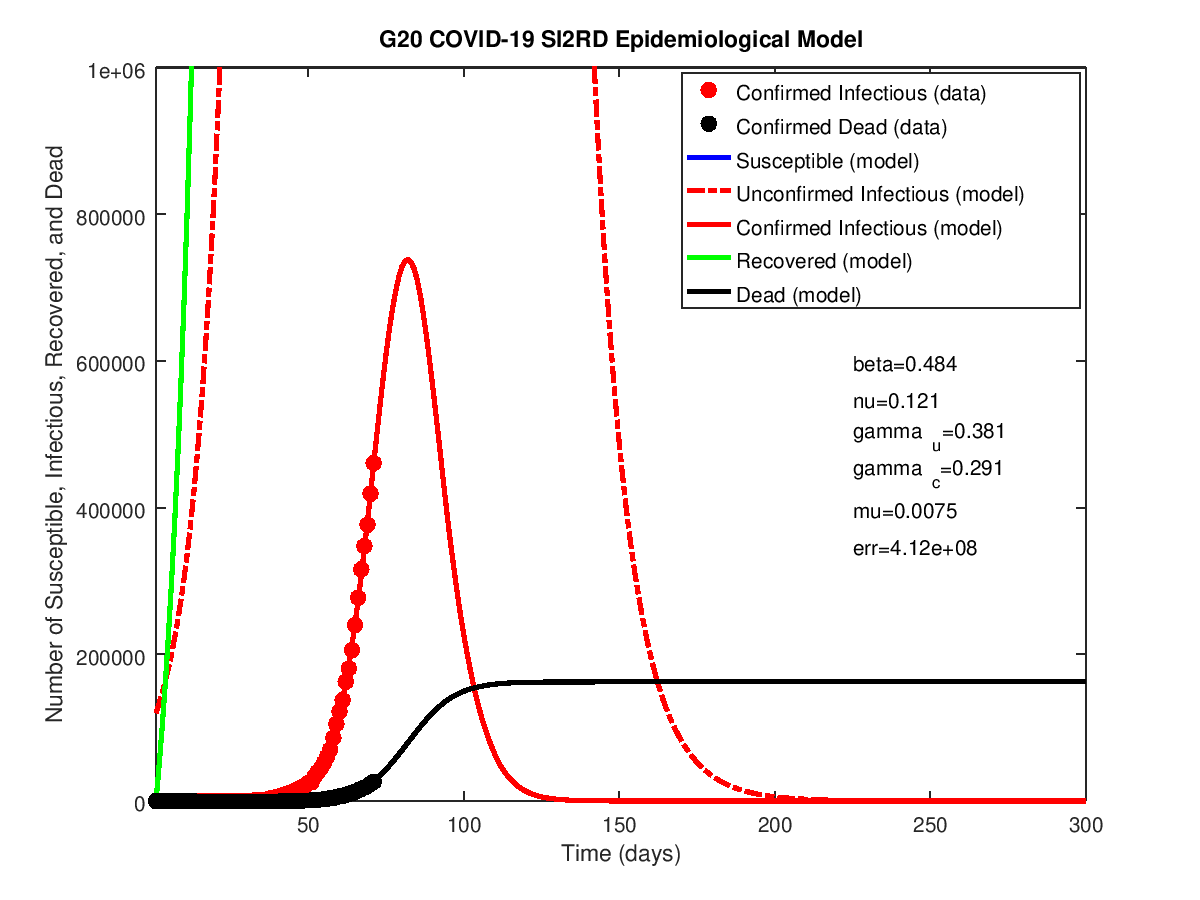 G20 COVID-19 SI2RD Epidemiological Model
1e+06
800000
600000
400000
200000
0
Number of Susceptible, Infectious, Recovered, and Dead
Confirmed Infectious (data)
Confirmed Dead (data)
Susceptible (model)
Unconfirmed Infectious (model)
Confirmed Infectious (model)
Recovered (model)
Dead (model)
beta=0.484
nu=0.121
gamma u=0.381
gamma c=0.291
mu=0.0075
err=4.12e+08
50 100 150 200 250 300
Time (days)